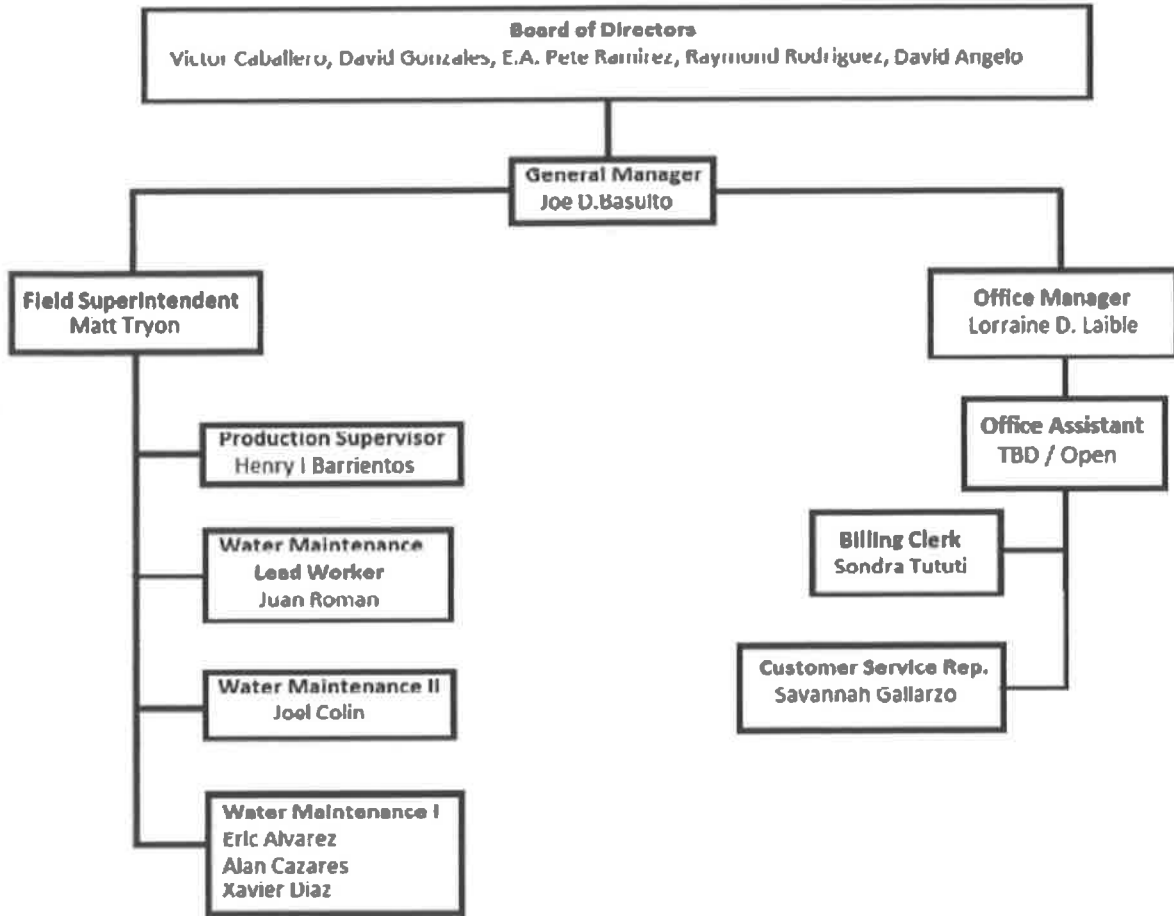 Board of Directors
Victor Caballero, David Gonzales, E.A. Pete Ramirez, Raymond Rodriguez, David Angelo
General Manager
Joe D.Basulto
Field Superintendent
Matt Tryon
Office Manager
Lorraine D. Laible
Office Assistant
TBD / Open
Production Supervisor
Henry I Barrientos
Water Maintenance
Lead Worker
Juan Roman
Billing Clerk
Sondra Tututi
Water Maintenance II
Joel Colin
Customer Service Rep.
Savannah Gallarzo
Water Maintenance I
Eric Alvarez
Alan Cazares
Xavier Diaz